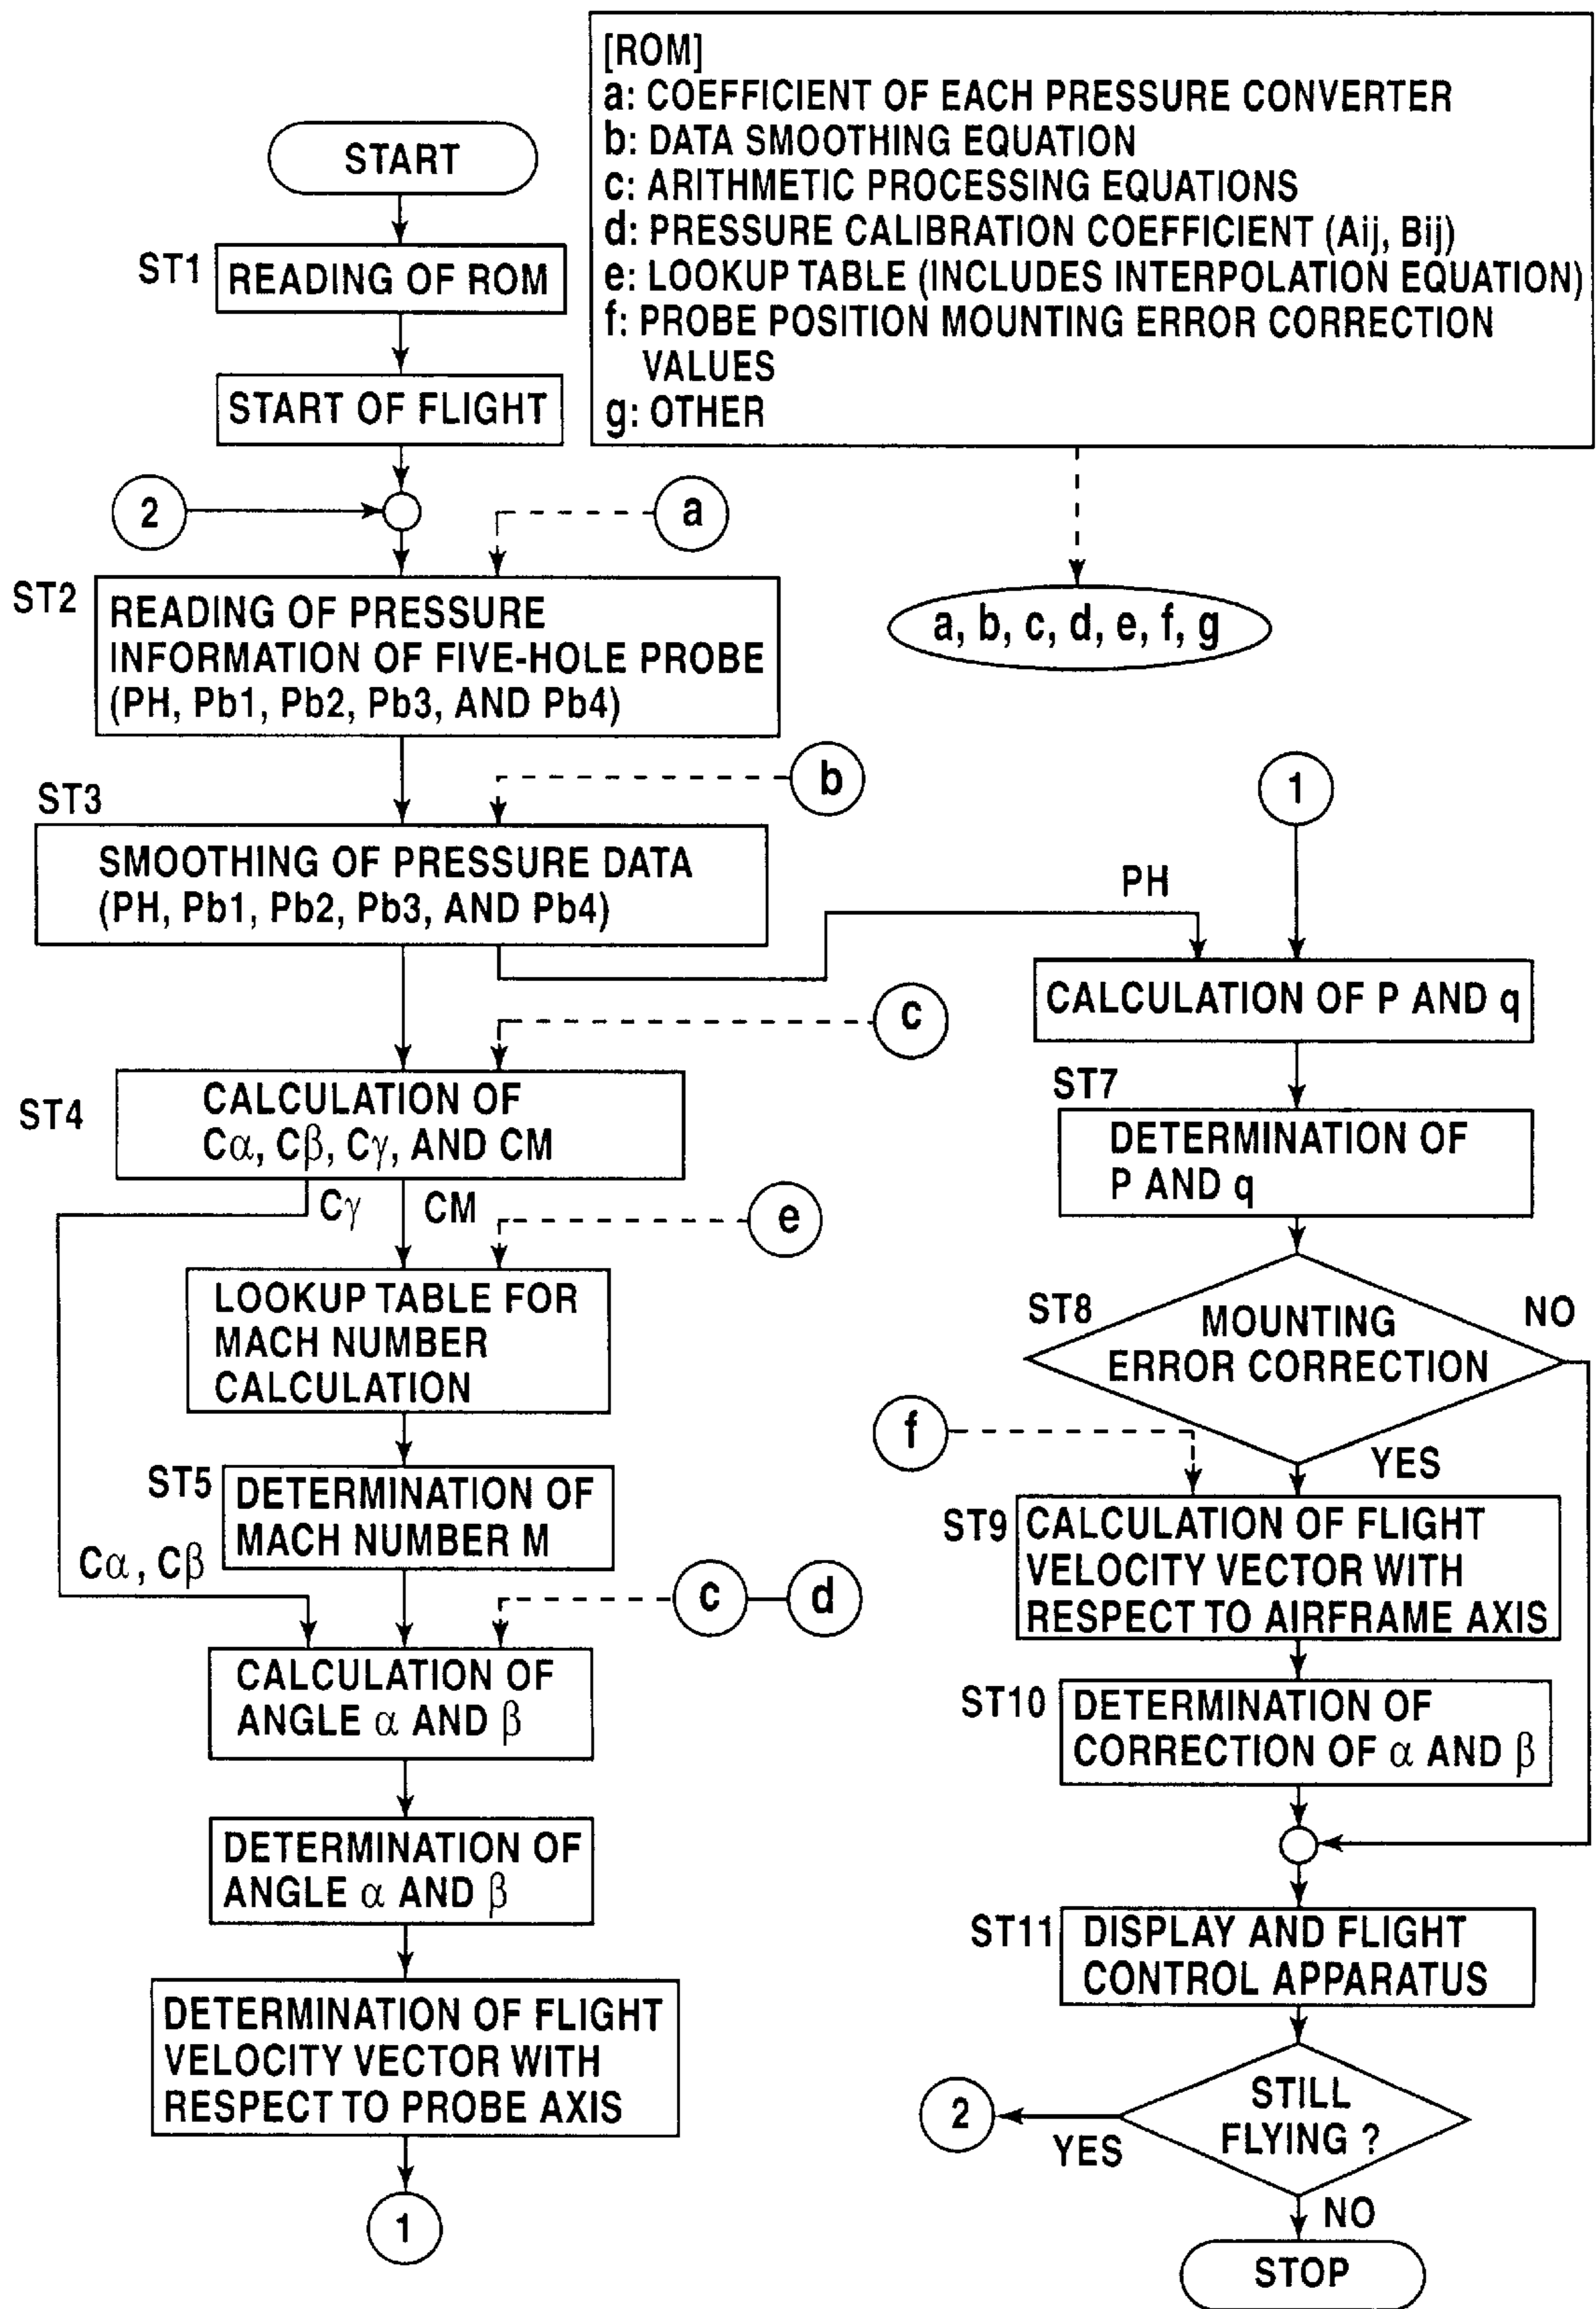 [ROM]
a: COEFFICIENT OF EACH PRESSURE CONVERTER
b: DATA SMOOTHING EQUATION
c: ARITHMETIC PROCESSING EQUATIONS
d: PRESSURE CALIBRATION COEFFICIENT (Aij, Bij)
e: LOOKUP TABLE (INCLUDES INTERPOLATION EQUATION)
f: PROBE POSITION MOUNTING ERROR CORRECTION
VALUES
g: OTHER
a, b, c, d, e, f, g
START
ST1
READING OF ROM
START OF FLIGHT
2
a
ST2
READING OF PRESSURE
INFORMATION OF FIVE-HOLE PROBE
(PH, Pb1, Pb2, Pb3, AND Pb4)
b
ST3
SMOOTHING OF PRESSURE DATA
(PH, Pb1, Pb2, Pb3, AND Pb4)
c
ST4
CALCULATION OF
Cα, Cβ, Cγ, AND CM
Cγ
CM
e
LOOKUP TABLE FOR
MACH NUMBER
CALCULATION
ST5
DETERMINATION OF
MACH NUMBER M
Cα, Cβ
c
d
CALCULATION OF
ANGLE α AND β
DETERMINATION OF
ANGLE α AND β
DETERMINATION OF FLIGHT
VELOCITY VECTOR WITH
RESPECT TO PROBE AXIS
1
1
PH
CALCULATION OF P AND q
ST7
DETERMINATION OF
P AND q
ST8
MOUNTING
ERROR CORRECTION
NO
f
YES
ST9
CALCULATION OF FLIGHT
VELOCITY VECTOR WITH
RESPECT TO AIRFRAME AXIS
ST10
DETERMINATION OF
CORRECTION OF α AND β
ST11
DISPLAY AND FLIGHT
CONTROL APPARATUS
STILL
FLYING ?
2
YES
NO
STOP